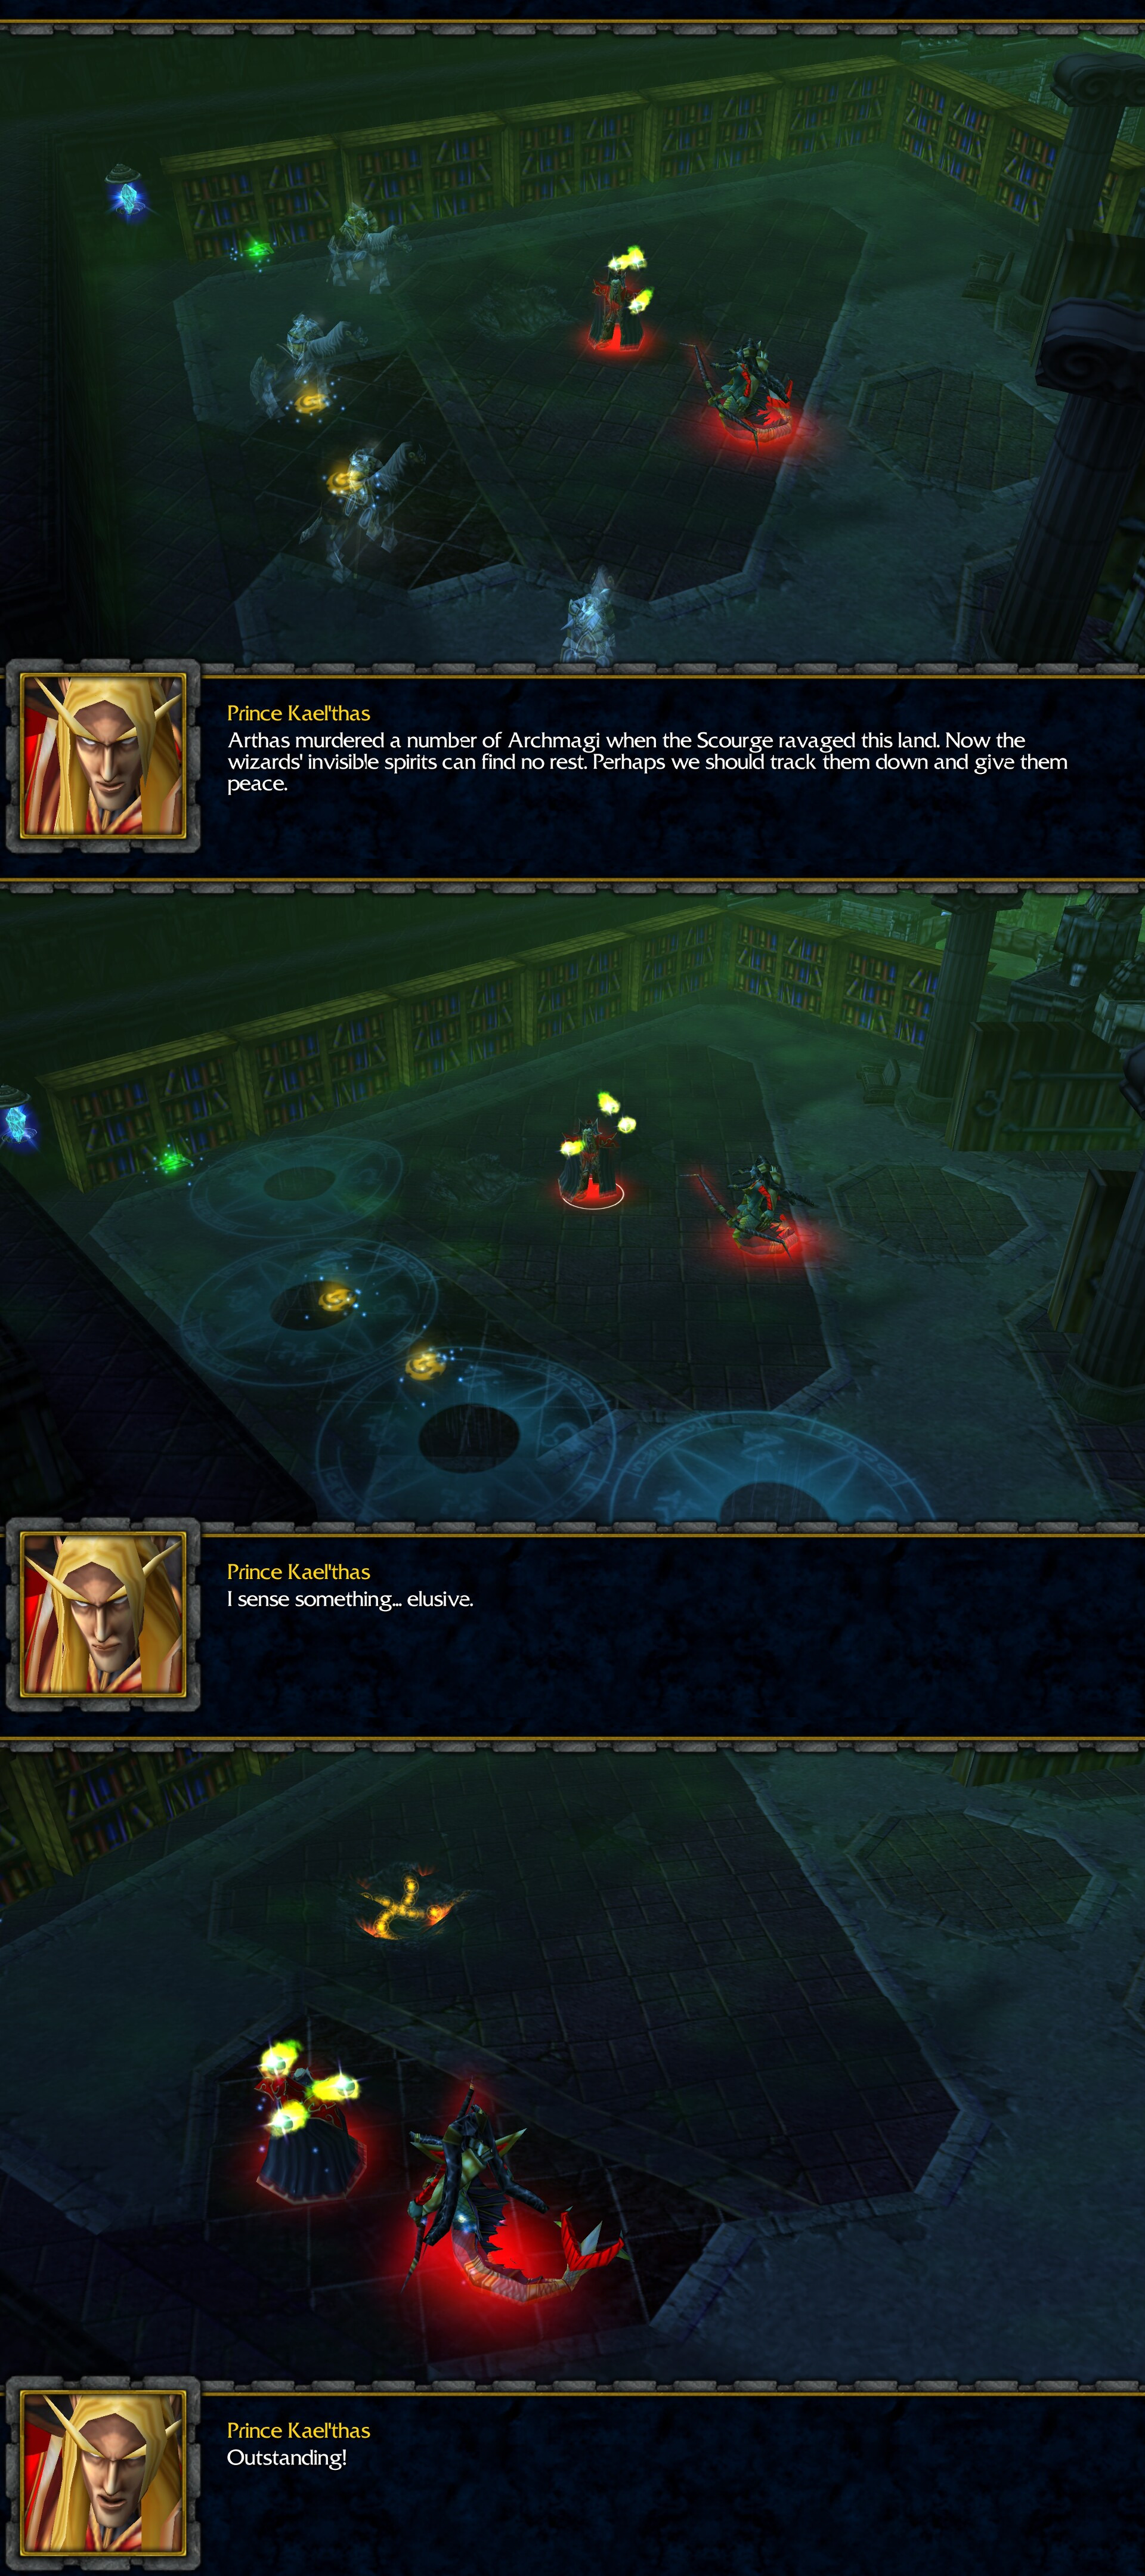 Prince Kael'thas
Arthas murdered a number of Archmagi when the Scourge ravaged this land. Now the
wizards' invisible spirits can find no rest. Perhaps we should track them down and give them
peace.
Prince Kael'thas
I sense something... elusive.
Prince Kael'thas
Outstanding!